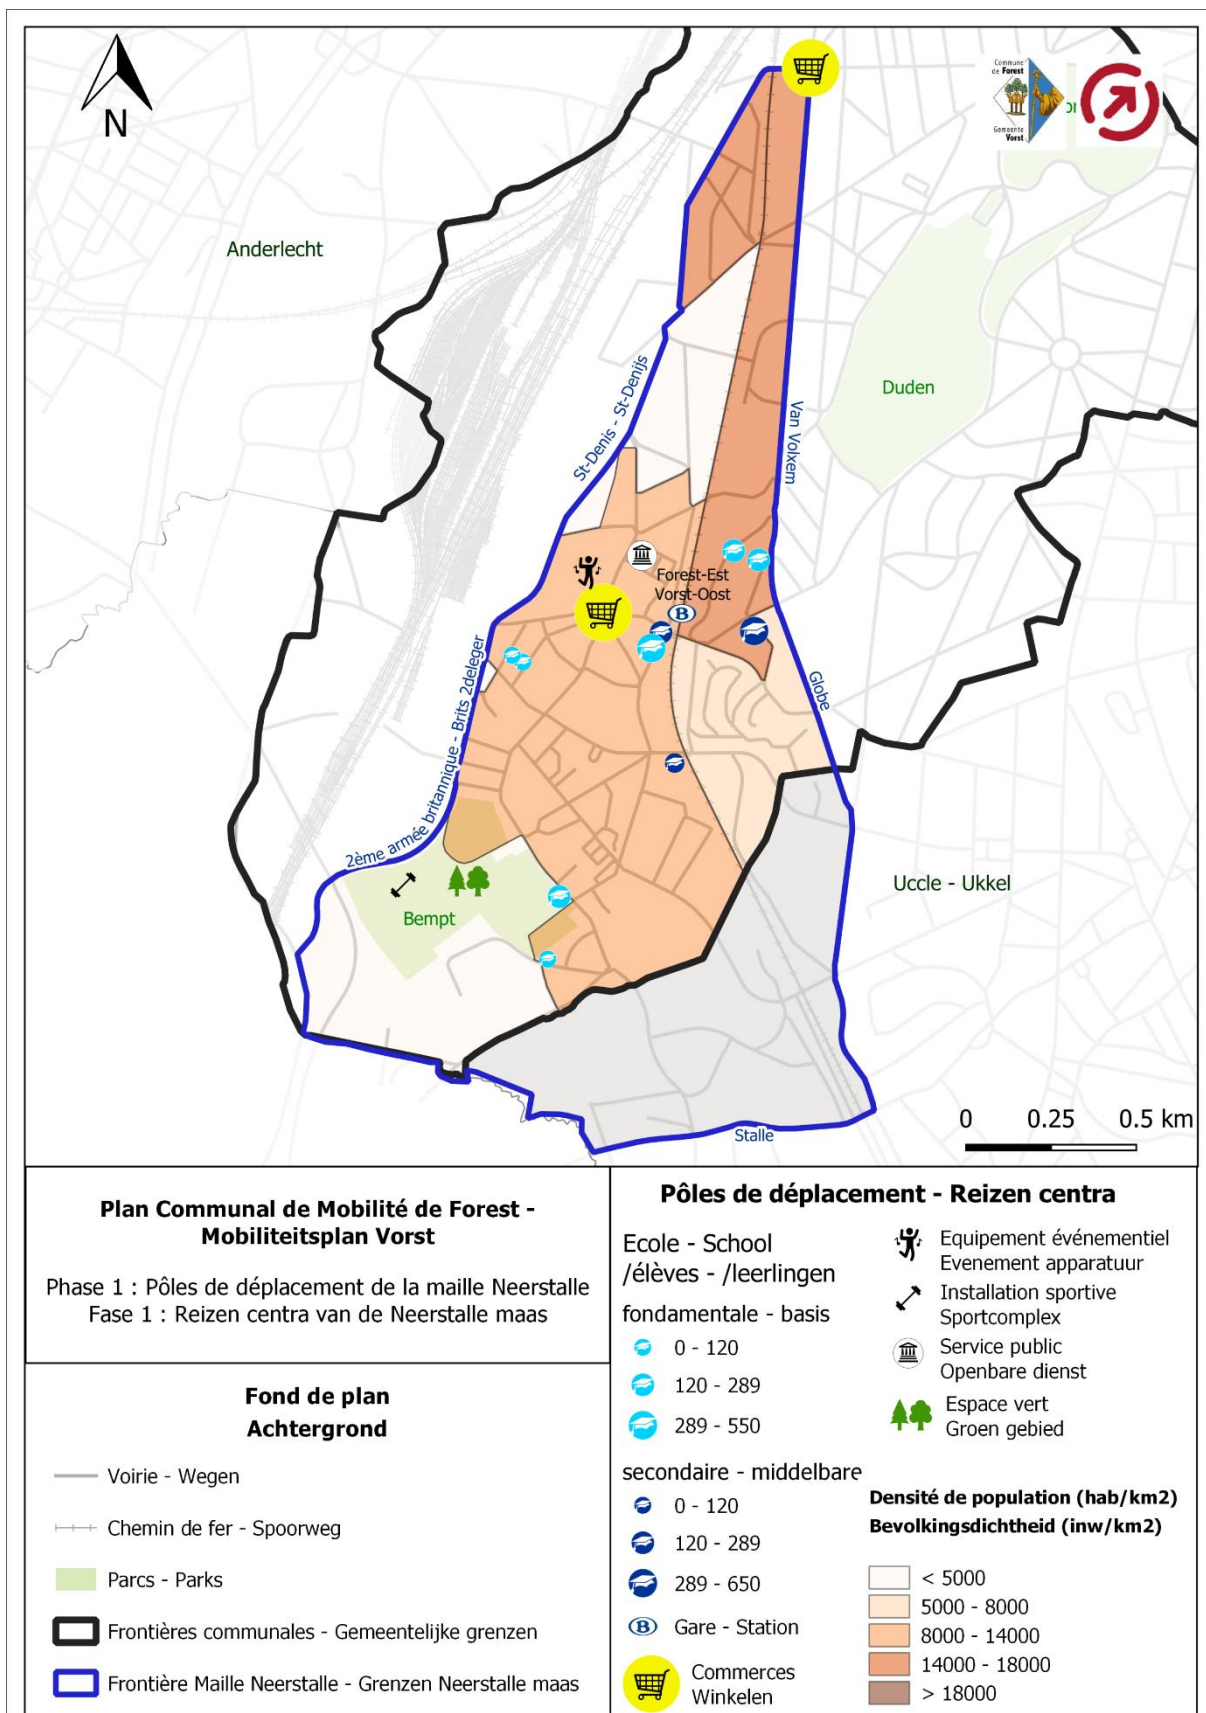 N
Commune
de Forest
Gemeente
Vorst
Anderlecht
Duden
St-Denis - St-Denijs
Van Volxem
Forest-Est
Vorst-Oost
B
Globe
2ème armée britannique - Brits 2deleger
Bempt
Uccle - Ukkel
Stalle
0 0.25 0.5 km
Plan Communal de Mobilité de Forest -
Mobiliteitsplan Vorst
Phase 1 : Pôles de déplacement de la maille Neerstalle
Fase 1 : Reizen centra van de Neerstalle maas
Fond de plan
Achtergrond
Voirie - Wegen
Chemin de fer - Spoorweg
Parcs - Parks
Frontières communales - Gemeentelijke grenzen
Frontière Maille Neerstalle - Grenzen Neerstalle maas
Pôles de déplacement - Reizen centra
Ecole - School
/élèves - /leerlingen
fondamentale - basis
0 - 120
120 - 289
289 - 550
secondaire - middelbare
0 - 120
120 - 289
289 - 650
B Gare - Station
Commerces
Winkelen
Equipement événementiel
Evenement apparatuur
Installation sportive
Sportcomplex
Service public
Openbare dienst
Espace vert
Groen gebied
Densité de population (hab/km2)
Bevolkingsdichtheid (inw/km2)
< 5000
5000 - 8000
8000 - 14000
14000 - 18000
> 18000